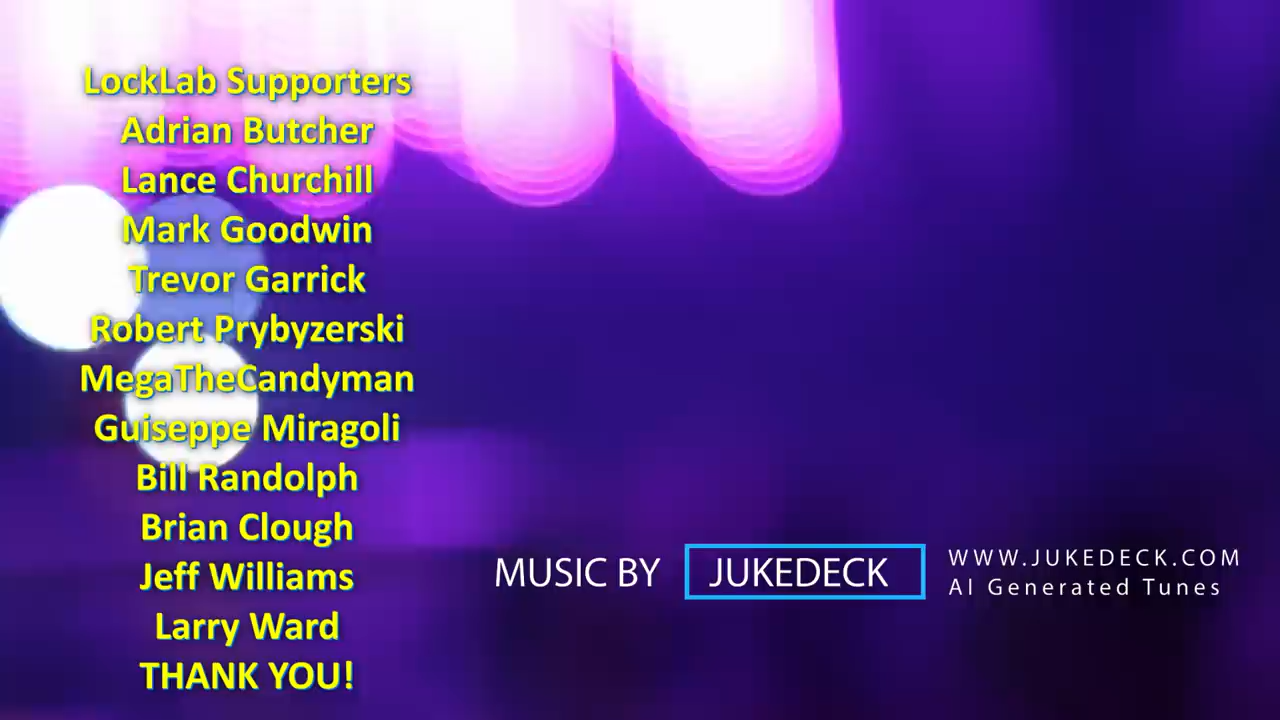 LockLab Supporters
Adrian Butcher
Lance Churchill
Mark Goodwin
Trevor Garrick
Robert Prybyzerski
MegaTheCandyman
Guiseppe Miragoli
Bill Randolph
Brian Clough
Jeff Williams
Larry Ward
THANK YOU!
MUSIC BY JUKEDECK
WWW.JUKEDECK.COM
AI Generated Tunes